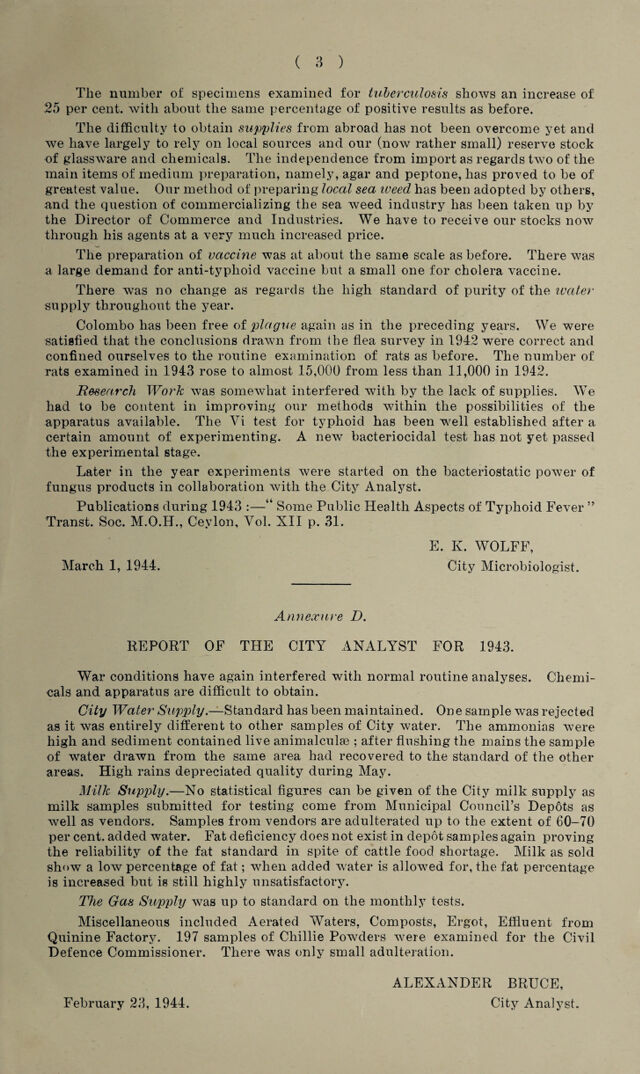 ( 3 )
The number of specimens examined for tuberculosis shows an increase of
25 per cent. with about the same percentage of positive results as before.
The difficulty to obtain supplies from abroad has not been overcome yet and
we have largely to rely on local sources and our (now rather small) reserve stock
of glassware and chemicals. The independence from import as regards two of the
main items of medium preparation, namely, agar and peptone, has proved to be of
greatest value. Our method of preparing local sea weed has been adopted by others,
and the question of commercializing the sea weed industry has been taken up by
the Director of Commerce and Industries. We have to receive our stocks now
through his agents at a very much increased price.
The preparation of vaccine was at about the same scale as before. There was
a large demand for anti-typhoid vaccine but a small one for cholera vaccine.
There was no change as regards the high standard of purity of the water
supply throughout the year.
Colombo has been free of plague again as in the preceding years. We were
satisfied that the conclusions drawn from the flea survey in 1942 were correct and
confined ourselves to the routine examination of rats as before. The number of
rats examined in 1943 rose to almost 15,000 from less than 11,000 in 1942.
Research Work was somewhat interfered with by the lack of supplies. We
had to be content in improving our methods within the possibilities of the
apparatus available. The Vi test for typhoid has been well established after a
certain amount of experimenting. A new bacteriocidal test has not yet passed
the experimental stage.
Later in the year experiments were started on the bacteriostatic power of
fungus products in collaboration with the City Analyst.
Publications during 1943 :—“ Some Public Health Aspects of Typhoid Fever ”
Transt. Soc. M.O.H., Ceylon, Vol. XII p. 31.
E. K. WOLFF,
March 1, 1944. City Microbiologist.
Annexure D.
REPORT OF THE CITY ANALYST FOR 1943.
War conditions have again interfered with normal routine analyses. Chemi-
cals and apparatus are difficult to obtain.
City Water Supply.—Standard has been maintained. One sample was rejected
as it was entirely different to other samples of City water. The ammonias were
high and sediment contained live animalculæ ; after flushing the mains the sample
of water drawn from the same area had recovered to the standard of the other
areas. High rains depreciated quality during May.
Milk Supply.—No statistical figures can be given of the City milk supply as
milk samples submitted for testing come from Municipal Council's Depôts as
well as vendors. Samples from vendors are adulterated up to the extent of 60–70
per cent. added water. Fat deficiency does not exist in depôt samples again proving
the reliability of the fat standard in spite of cattle food shortage. Milk as sold
show a low percentage of fat ; when added water is allowed for, the fat percentage
is increased but is still highly unsatisfactory.
The Gas Supply was up to standard on the monthly tests.
Miscellaneous included Aerated Waters, Composts, Ergot, Effluent from
Quinine Factory. 197 samples of Chillie Powders were examined for the Civil
Defence Commissioner. There was only small adulteration.
ALEXANDER BRUCE,
February 23, 1944. City Analyst.